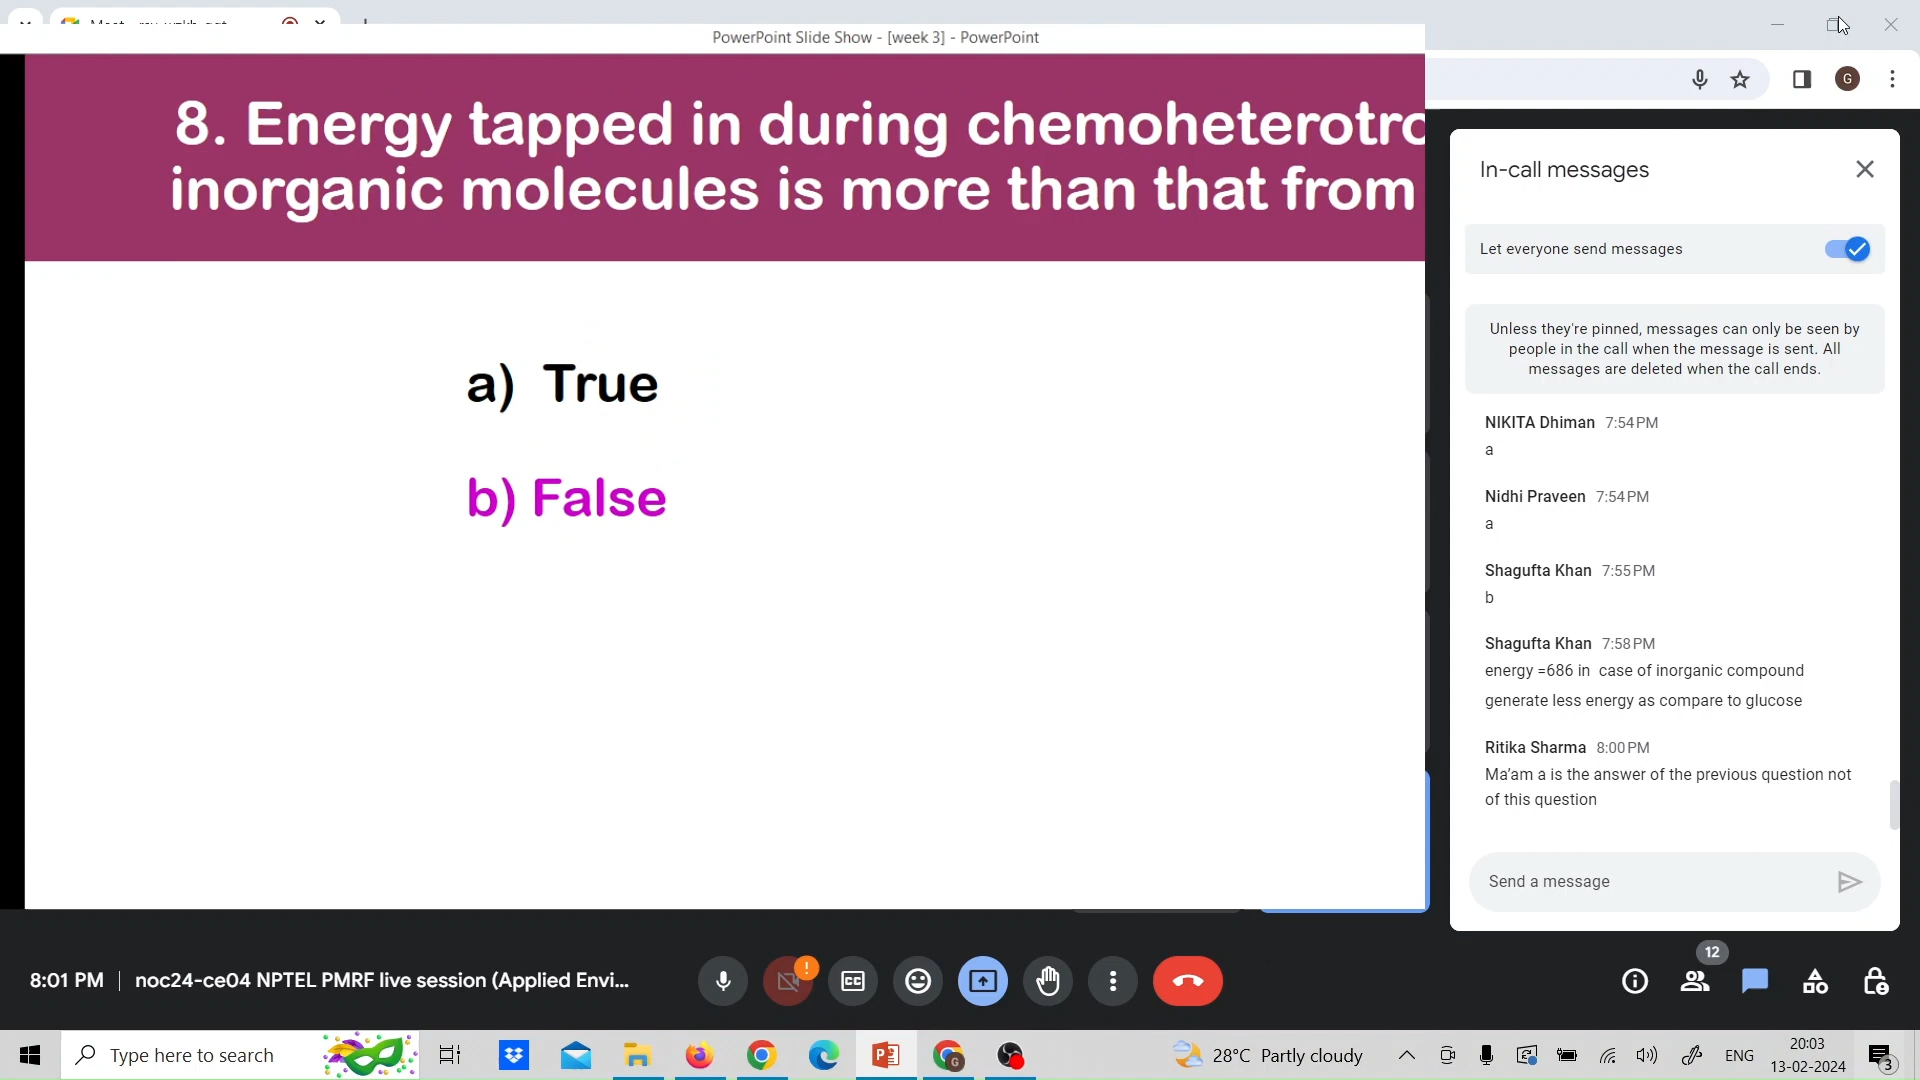 PowerPoint Slide Show - [week 3] - PowerPoint
8. Energy tapped in during chemoheterotro
inorganic molecules is more than that from
a) True
b) False
G
In-call messages
Let everyone send messages
Unless they're pinned, messages can only be seen by
people in the call when the message is sent. All
messages are deleted when the call ends.
NIKITA Dhiman 7:54 PM
a
Nidhi Praveen 7:54 PM
a
Shagufta Khan 7:55 PM
b
Shagufta Khan 7:58 PM
energy =686 in case of inorganic compound
generate less energy as compare to glucose
Ritika Sharma 8:00 PM
Ma'am a is the answer of the previous question not
of this question
Send a message
8:01 PM | noc24-ce04 NPTEL PMRF live session (Applied Envi...
12
Type here to search
28°C Partly cloudy
ENG
20:03
13-02-2024
3